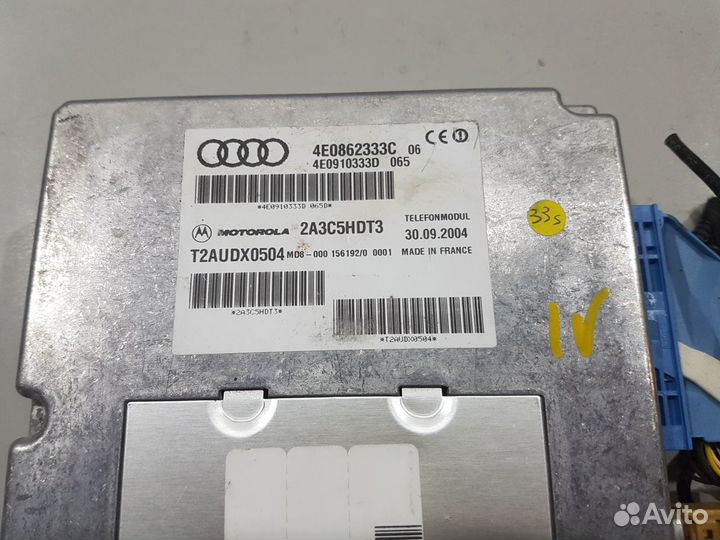 4E0862333C 06
4E0910333D 065
*4E0910333D 065D*
MOTOROLA 2A3C5HDT3
TELEFONMODUL
30.09.2004
T2AUDX0504 MD8-000 156192/0 0001 MADE IN FRANCE
*2A3C5HDT3*
*T2AUDX0504*
33s
IV
Avito